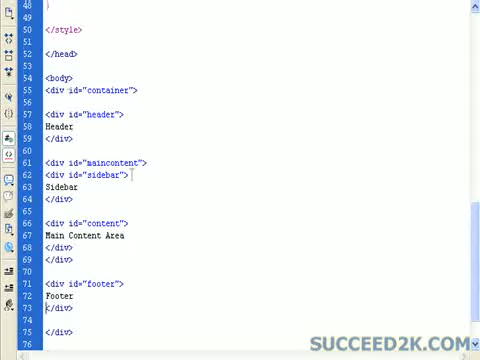 48 }
49
50 </style>
51
52 </head>
53
54 <body>
55 <div id="container">
56
57 <div id="header">
58 Header
59 </div>
60
61 <div id="maincontent">
62 <div id="sidebar">
63 Sidebar
64 </div>
65
66 <div id="content">
67 Main Content Area
68 </div>
69 </div>
70
71 <div id="footer">
72 Footer
73 </div>
74
75 </div>
76
SUCCEED2K.COM